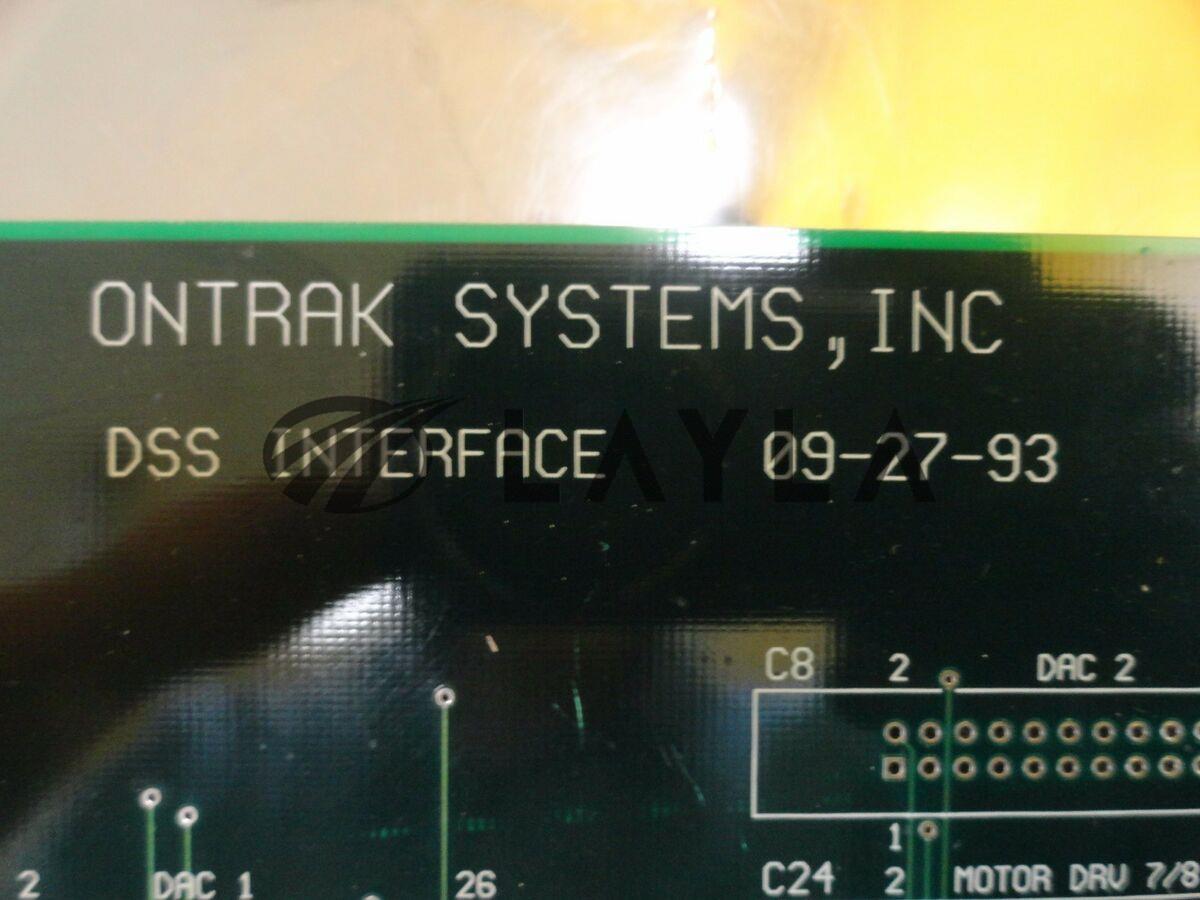 ONTRAK SYSTEMS, INC
DSS INTERFACE 09-27-93
LAYLA
C8 2 DAC 2
1
2 DAC 1 26 C24 2 MOTOR DRV 7/8